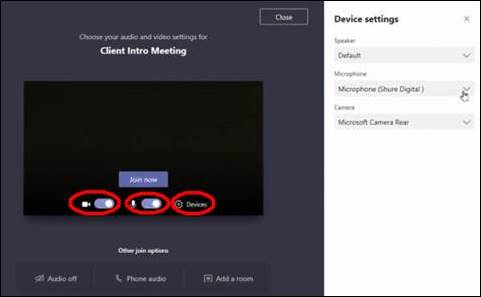 Close
Choose your audio and video settings for
Client Intro Meeting
Join now
Devices
Other join options
Audio off
Phone audio
Add a room
Device settings
Speaker
Default
Microphone
Microphone (Shure Digital )
Camera
Microsoft Camera Rear